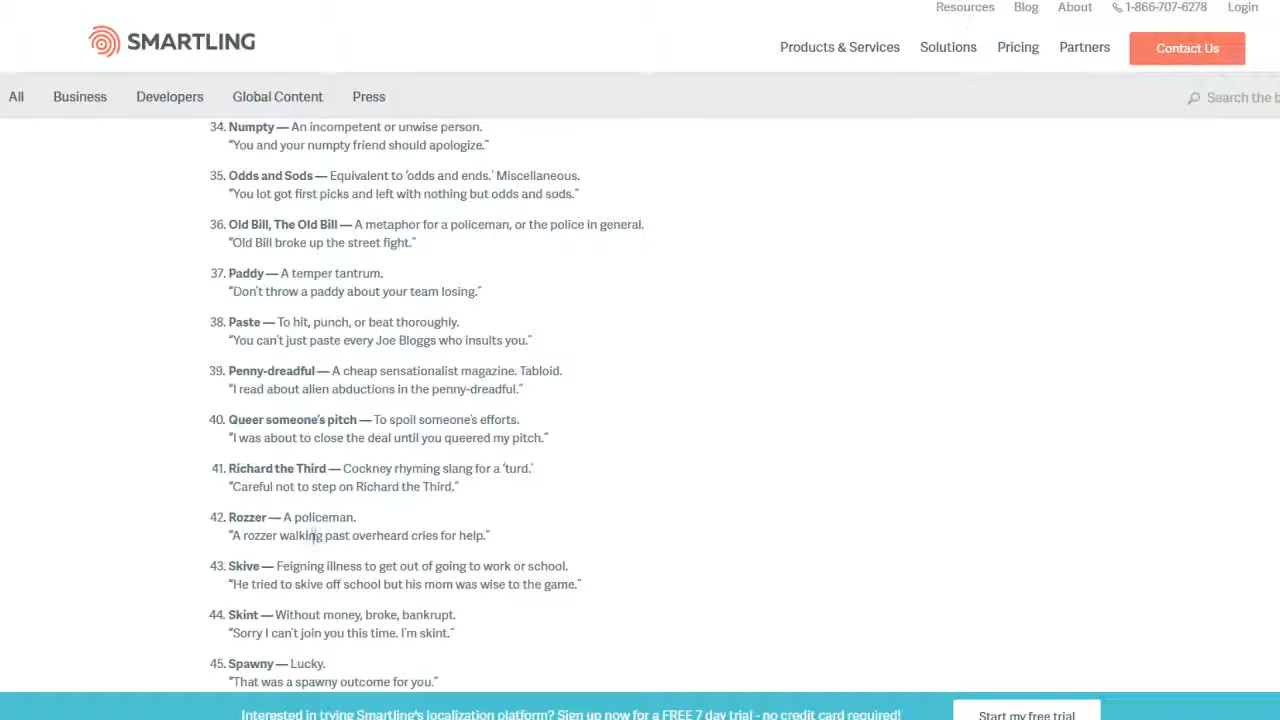 Resources Blog About 1-866-707-6278 Login
SMARTLING
Products & Services Solutions Pricing Partners Contact Us
All Business Developers Global Content Press Search the b
34. Numpty — An incompetent or unwise person.
“You and your numpty friend should apologize.”
35. Odds and Sods — Equivalent to ‘odds and ends.’ Miscellaneous.
“You lot got first picks and left with nothing but odds and sods.”
36. Old Bill, The Old Bill — A metaphor for a policeman, or the police in general.
“Old Bill broke up the street fight.”
37. Paddy — A temper tantrum.
“Don’t throw a paddy about your team losing.”
38. Paste — To hit, punch, or beat thoroughly.
“You can’t just paste every Joe Bloggs who insults you.”
39. Penny-dreadful — A cheap sensationalist magazine. Tabloid.
“I read about alien abductions in the penny-dreadful.”
40. Queer someone’s pitch — To spoil someone’s efforts.
“I was about to close the deal until you queered my pitch.”
41. Richard the Third — Cockney rhyming slang for a ‘turd.’
“Careful not to step on Richard the Third.”
42. Rozzer — A policeman.
“A rozzer walking past overheard cries for help.”
43. Skive — Feigning illness to get out of going to work or school.
“He tried to skive off school but his mom was wise to the game.”
44. Skint — Without money, broke, bankrupt.
“Sorry I can’t join you this time. I’m skint.”
45. Spawny — Lucky.
“That was a spawny outcome for you.”
Interested in trying Smartling's localization platform? Sign up now for a FREE 7 day trial - no credit card required! Start my free trial